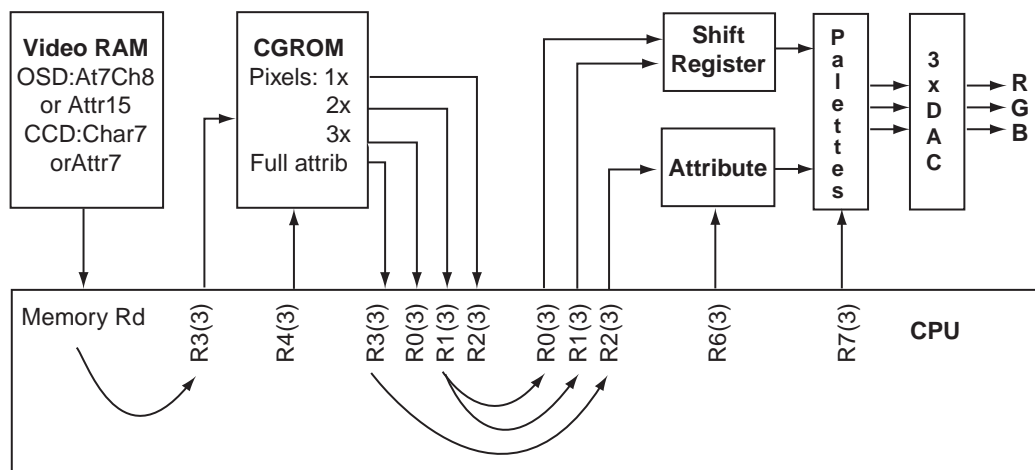 Video RAM
OSD:At7Ch8
or Attr15
CCD:Char7
orAttr7
CGROM
Pixels: 1x
2x
3x
Full attrib
Shift
Register
Attribute
Palettes
3xDAC
R
G
B
Memory Rd
R3(3)
R4(3)
R3(3)
R0(3)
R1(3)
R2(3)
R0(3)
R1(3)
R2(3)
R6(3)
R7(3)
CPU